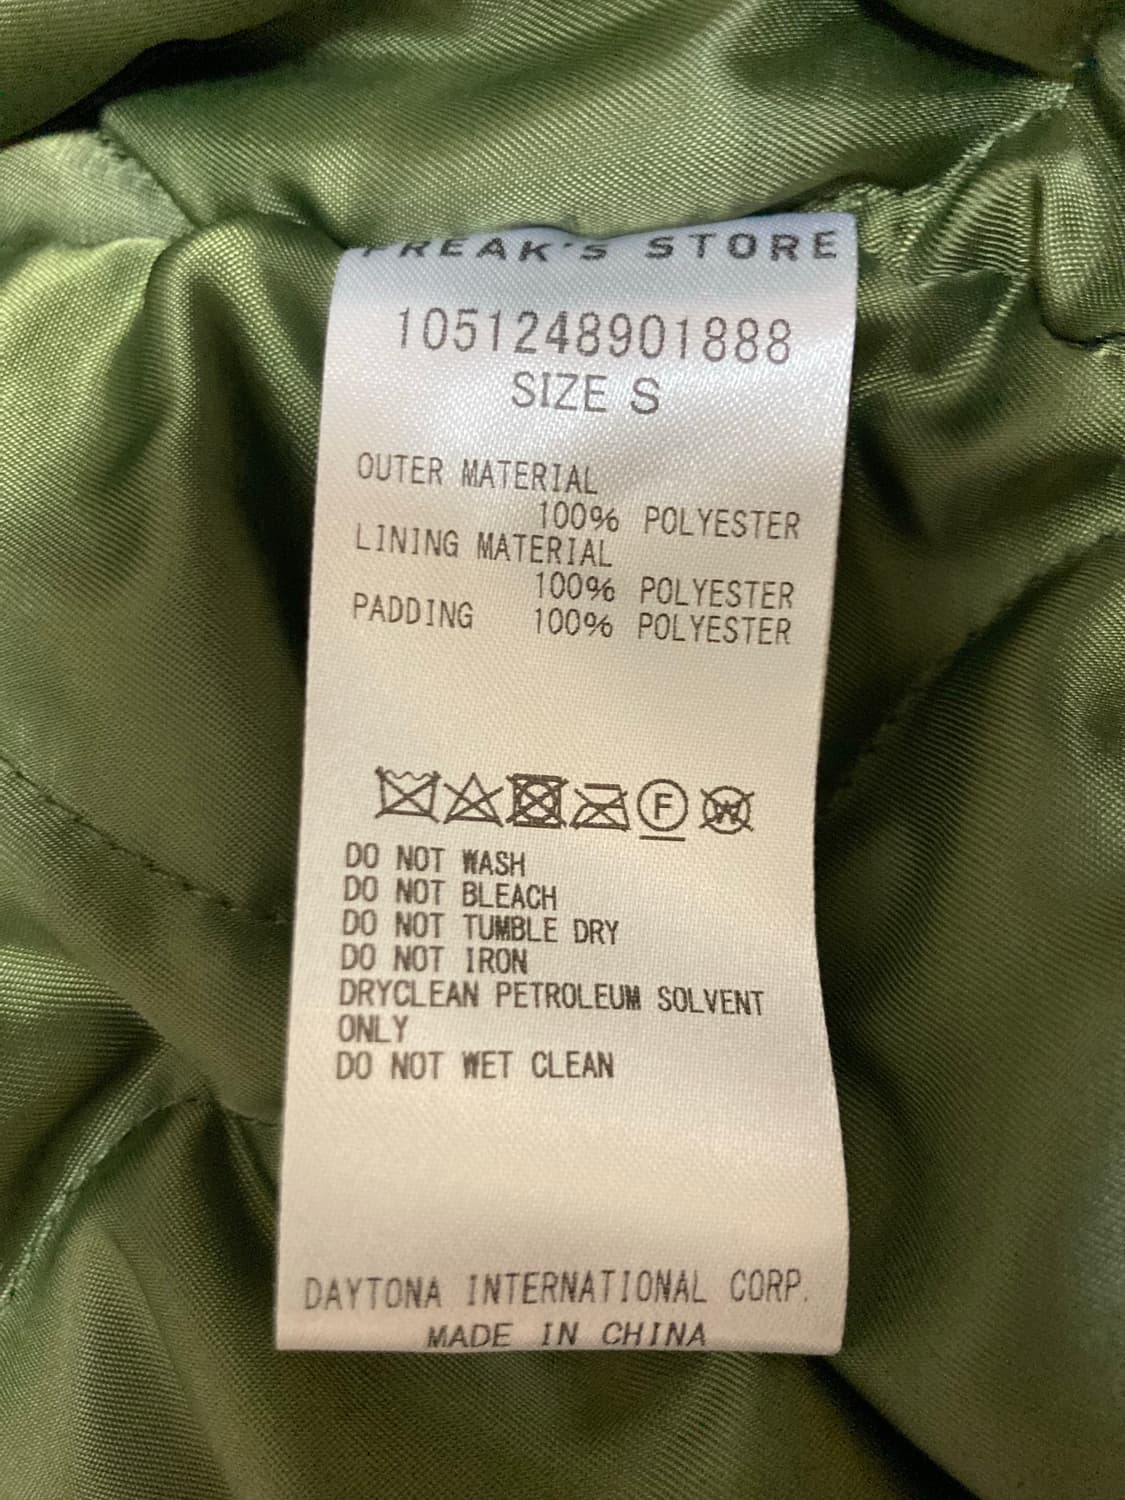 FREAK'S STORE
1051248901888
SIZE S
OUTER MATERIAL
100% POLYESTER
LINING MATERIAL
100% POLYESTER
PADDING 100% POLYESTER
F W
DO NOT WASH
DO NOT BLEACH
DO NOT TUMBLE DRY
DO NOT IRON
DRYCLEAN PETROLEUM SOLVENT
ONLY
DO NOT WET CLEAN
DAYTONA INTERNATIONAL CORP.
MADE IN CHINA